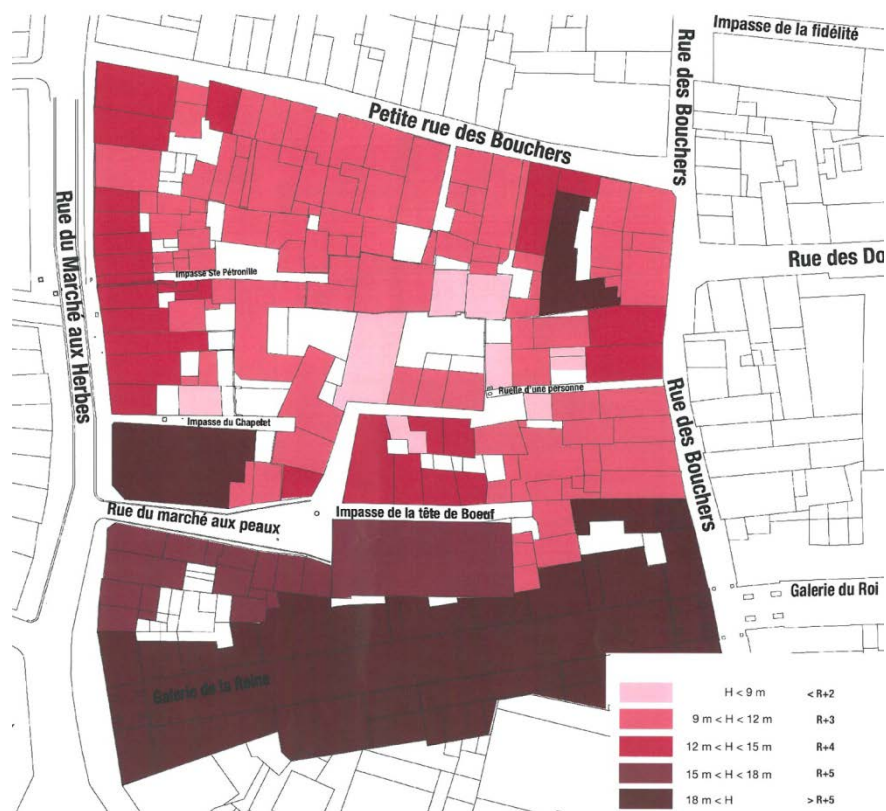 Impasse de la fidélité
Rue des Bouchers
Petite rue des Bouchers
Rue des Do
Rue du Marché aux Herbes
Impasse Ste Pétronille
Ruelle d'une personne
Impasse du Chapelet
Rue des Bouchers
Rue du marché aux peaux
Impasse de la tête de Boeuf
Galerie du Roi
Galerie de la Reine
H < 9 m < R+2
9 m < H < 12 m R+3
12 m < H < 15 m R+4
15 m < H < 18 m R+5
18 m < H > R+5